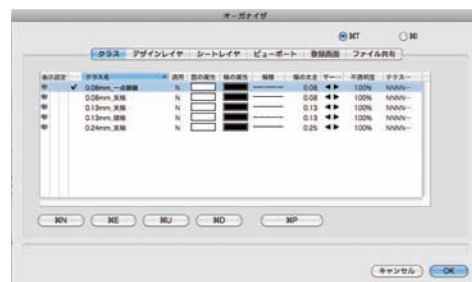 オーガナイザ
⌘T ⌘I
クラス デザインレイヤ シートレイヤ ビューポート 登録画面 ファイル共有
表示設定 クラス名 使用 面の属性 線の属性 線種 線の太さ マー… 不透明度 テクス…
✔ 0.08mm_一点鎖線 N 0.08 ◀▶ 100% NNNN…
0.08mm_実線 N 0.08 ◀▶ 100% NNNN…
0.13mm_実線 N 0.13 ◀▶ 100% NNNN…
0.13mm_破線 N 0.13 ◀▶ 100% NNNN…
0.24mm_実線 N 0.25 ◀▶ 100% NNNN…
⌘N ⌘E ⌘U ⌘D ⌘P
キャンセル OK